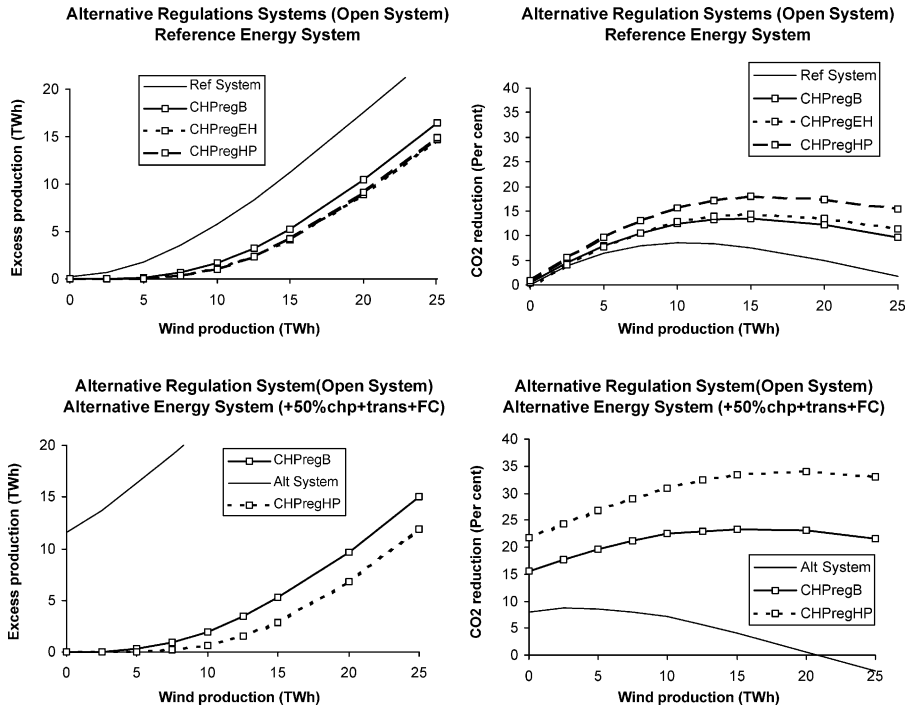 Alternative Regulations Systems (Open System)
Reference Energy System
Excess production (TWh)
20
15
10
5
0
Ref System
CHPregB
CHPregEH
CHPregHP
0 5 10 15 20 25
Wind production (TWh)
Alternative Regulation Systems (Open System)
Reference Energy System
CO2 reduction (Per cent)
40
35
30
25
20
15
10
5
0
Ref System
CHPregB
CHPregEH
CHPregHP
0 5 10 15 20 25
Wind production (TWh)
Alternative Regulation System(Open System)
Alternative Energy System (+50%chp+trans+FC)
Excess production (TWh)
20
15
10
5
0
CHPregB
Alt System
CHPregHP
0 5 10 15 20 25
Wind production (TWh)
Alternative Regulation System(Open System)
Alternative Energy System (+50%chp+trans+FC)
CO2 reduction (Per cent)
40
35
30
25
20
15
10
5
0
Alt System
CHPregB
CHPregHP
0 5 10 15 20 25
Wind production (TWh)